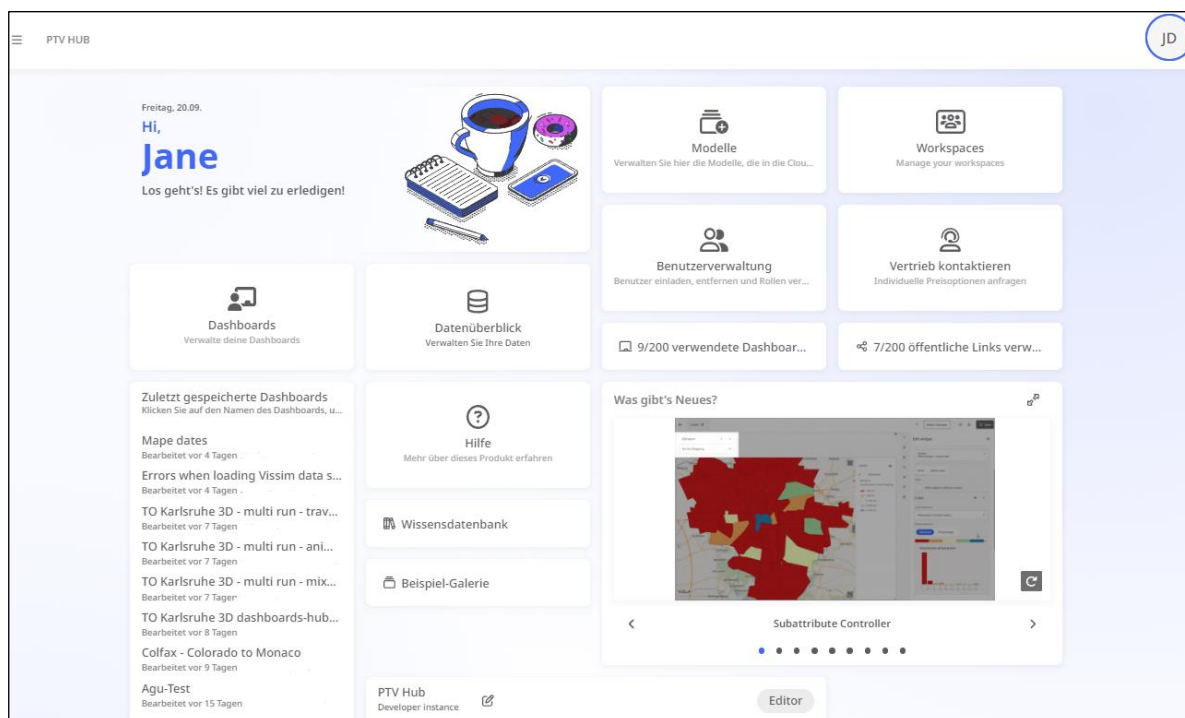 PTV HUB
JD
Freitag, 20.09.
Hi,
Jane
Los geht's! Es gibt viel zu erledigen!
Modelle
Verwalten Sie hier die Modelle, die in die Clou...
Workspaces
Manage your workspaces
Benutzerverwaltung
Benutzer einladen, entfernen und Rollen ver...
Vertrieb kontaktieren
Individuelle Preisoptionen anfragen
Dashboards
Verwalte deine Dashboards
Datenüberblick
Verwalten Sie Ihre Daten
9/200 verwendete Dashboar...
7/200 öffentliche Links verw...
Zuletzt gespeicherte Dashboards
Klicken Sie auf den Namen des Dashboards, u...
Mape dates
Bearbeitet vor 4 Tagen
Errors when loading Vissim data s...
Bearbeitet vor 4 Tagen
TO Karlsruhe 3D - multi run - trav...
Bearbeitet vor 7 Tagen
TO Karlsruhe 3D - multi run - ani...
Bearbeitet vor 7 Tagen
TO Karlsruhe 3D - multi run - mix...
Bearbeitet vor 7 Tagen
TO Karlsruhe 3D dashboards-hub...
Bearbeitet vor 8 Tagen
Colfax - Colorado to Monaco
Bearbeitet vor 9 Tagen
Agu-Test
Bearbeitet vor 15 Tagen
Hilfe
Mehr über dieses Produkt erfahren
Wissensdatenbank
Beispiel-Galerie
Was gibt's Neues?
Subattribute Controller
PTV Hub
Developer instance
Editor